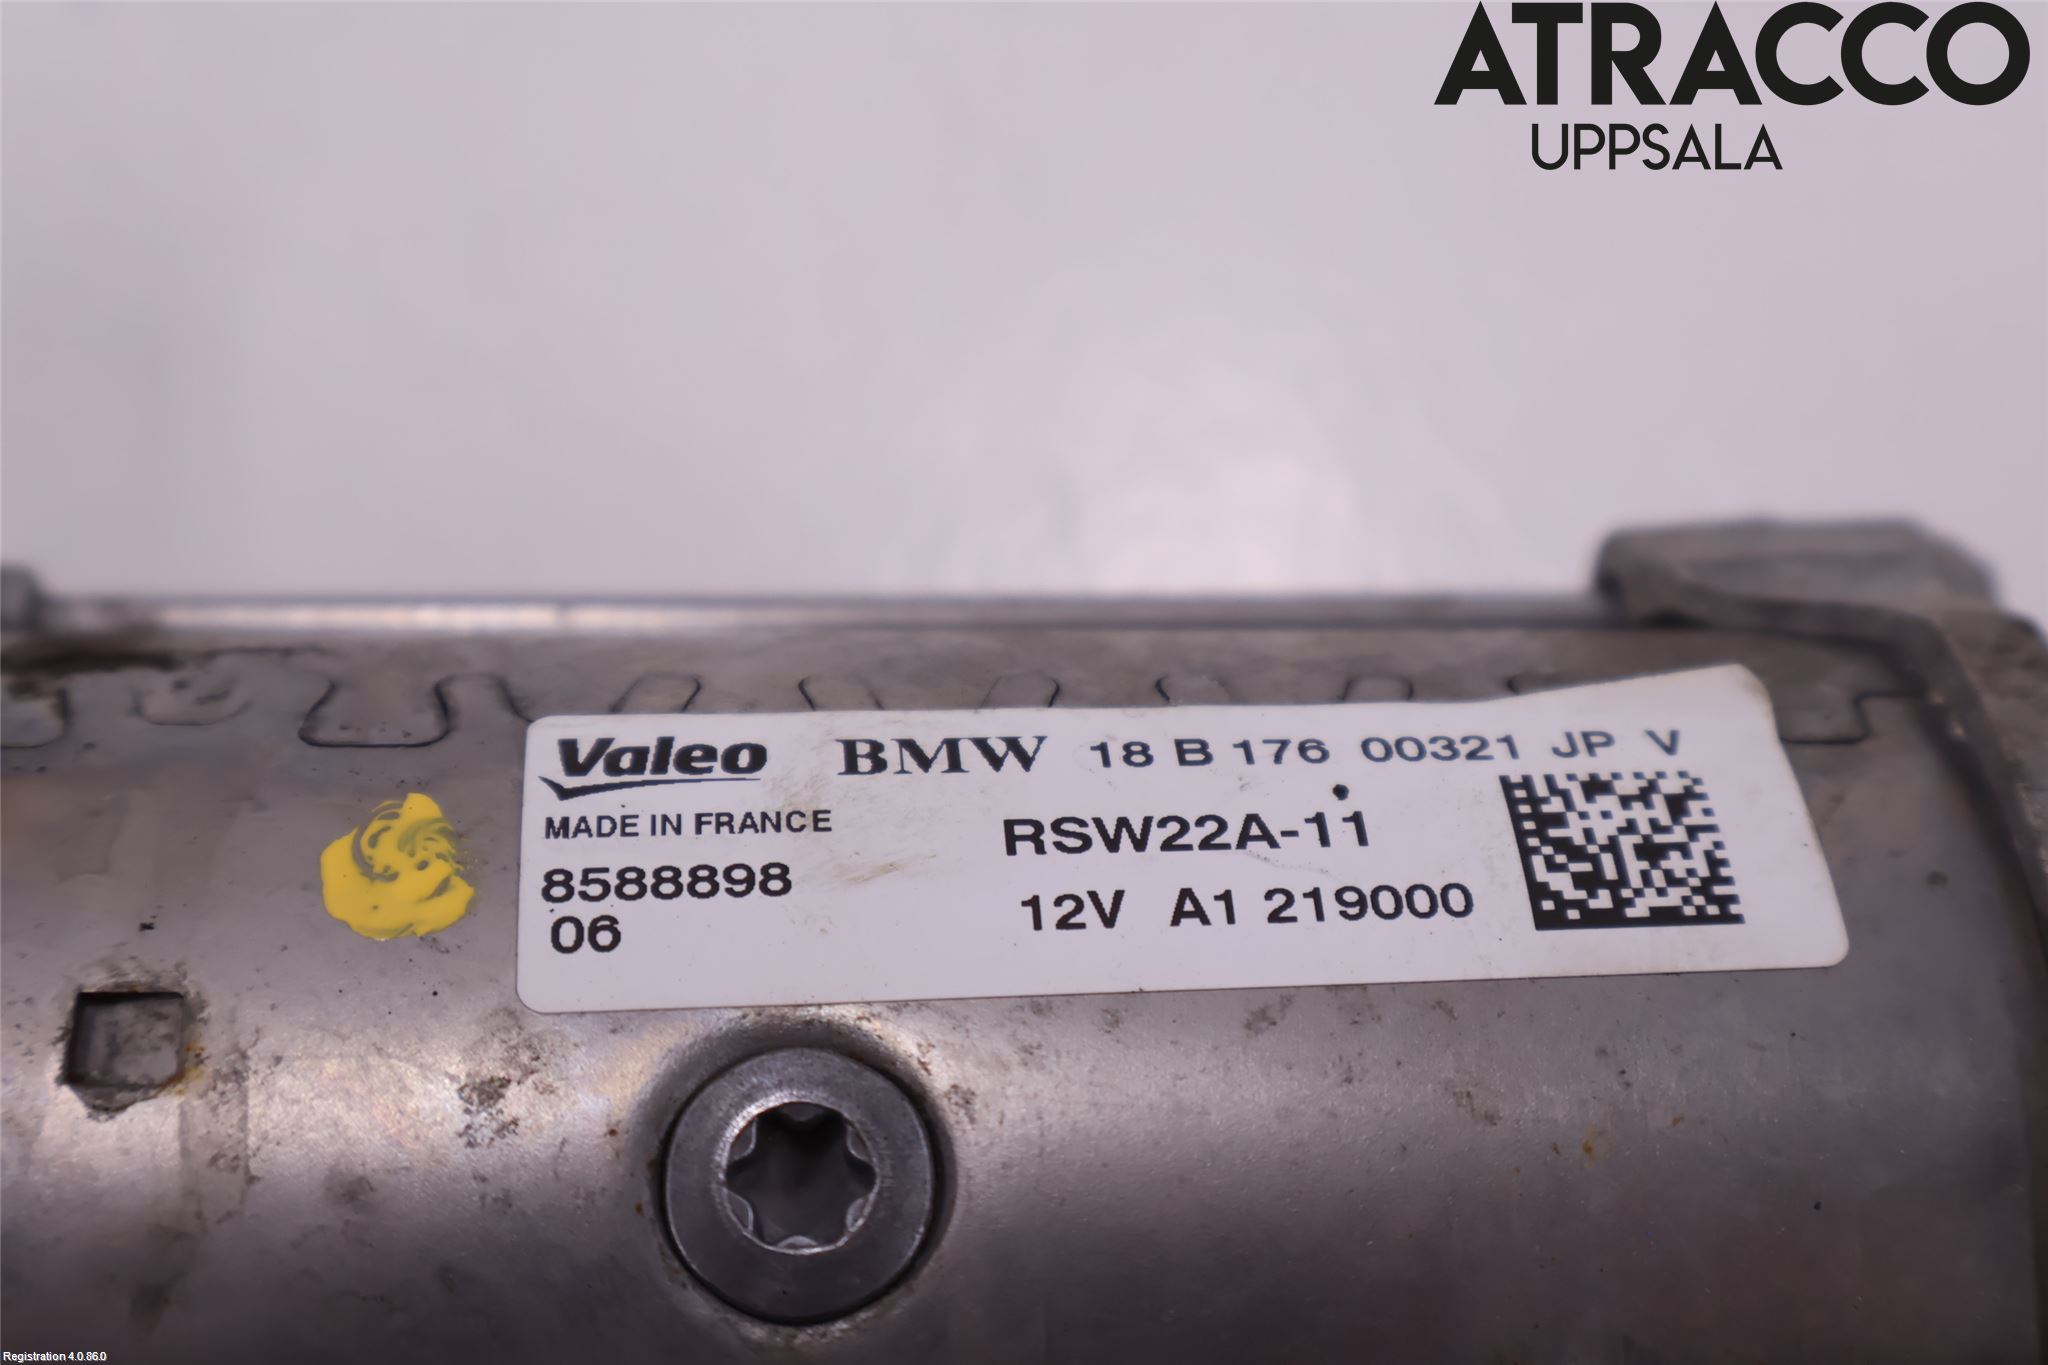 ATRACCO
UPPSALA
Valeo BMW 18 B 176 00321 JP V
MADE IN FRANCE
RSW22A-11
8588898
06
12V A1 219000
Registration 4.0.86.0